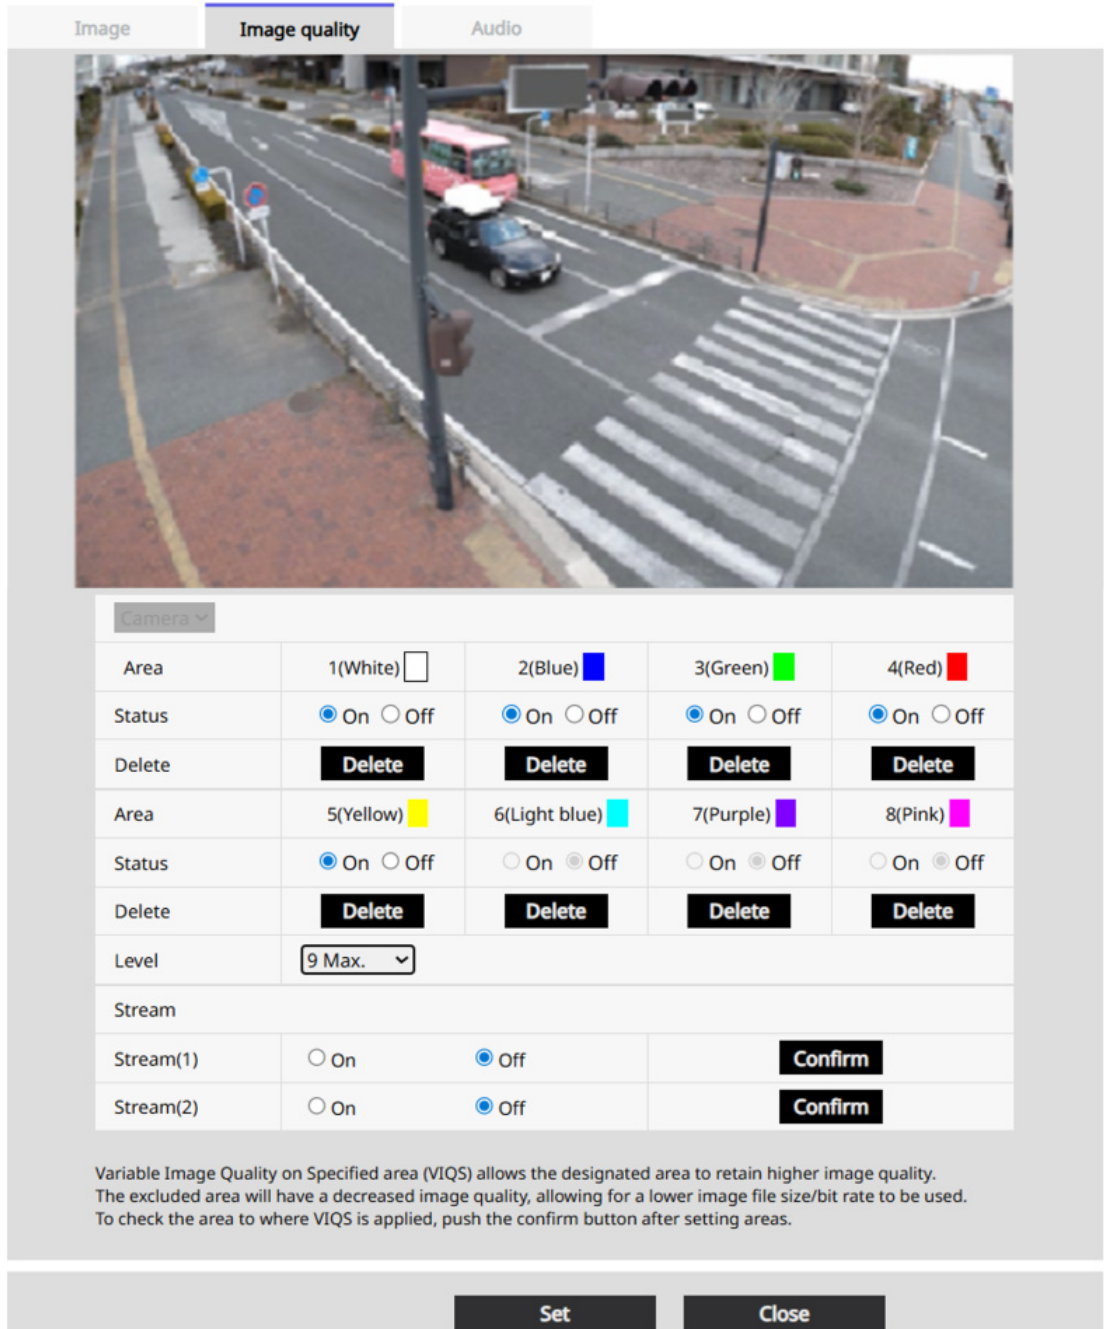 Image Image quality Audio
Camera
Area 1(White) 2(Blue) 3(Green) 4(Red)
Status On Off On Off On Off On Off
Delete Delete Delete Delete Delete
Area 5(Yellow) 6(Light blue) 7(Purple) 8(Pink)
Status On Off On Off On Off On Off
Delete Delete Delete Delete Delete
Level 9 Max.
Stream
Stream(1) On Off Confirm
Stream(2) On Off Confirm
Variable Image Quality on Specified area (VIQS) allows the designated area to retain higher image quality.
The excluded area will have a decreased image quality, allowing for a lower image file size/bit rate to be used.
To check the area to where VIQS is applied, push the confirm button after setting areas.
Set Close